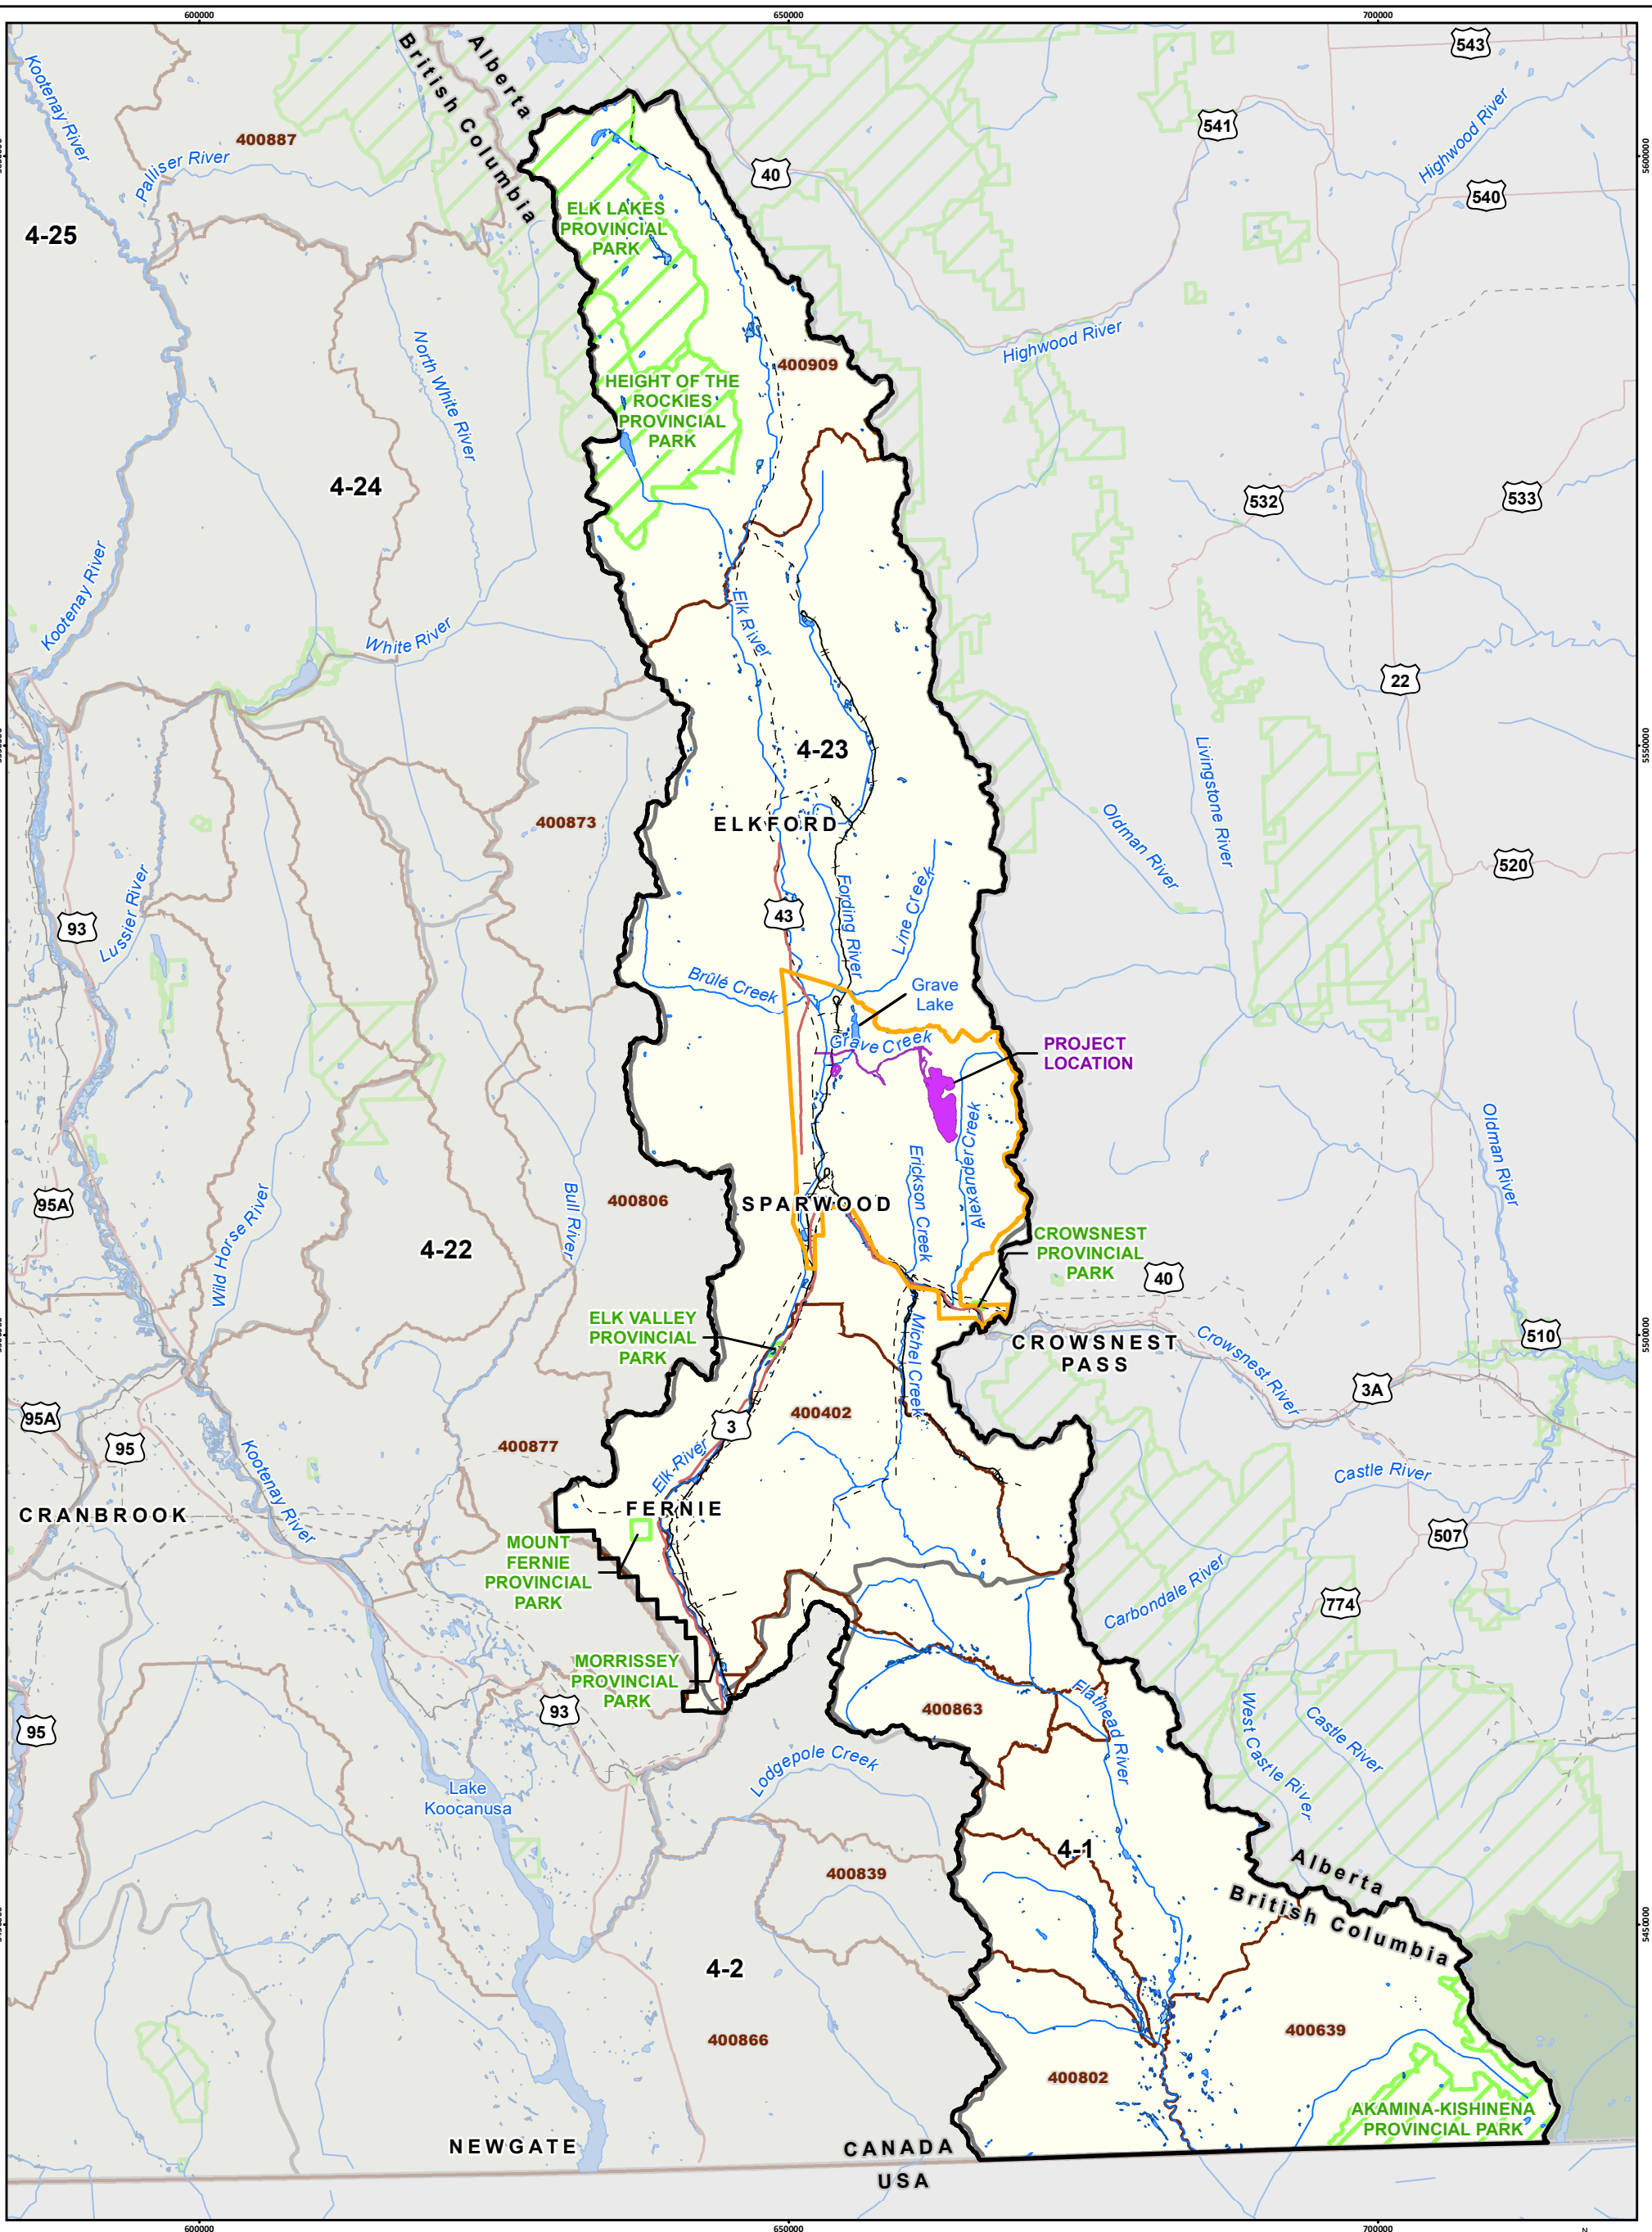 600000
650000
700000
Alberta
British Columbia
543
Kootenay River
541
Highwood River
400887
Palliser River
40
540
5600000
4-25
ELK LAKES
PROVINCIAL
PARK
North White River
Highwood River
400909
HEIGHT OF THE
ROCKIES
PROVINCIAL
PARK
4-24
532
533
Kootenay River
Elk River
White River
22
4-23
5550000
Livingstone River
Oldman River
400873
ELKFORD
520
Lussier River
93
43
Fording River
Line Creek
Brûlé Creek
Grave
Lake
Grave Creek
PROJECT
LOCATION
Oldman River
Alexander Creek
Erickson Creek
95A
Wild Horse River
Bull River
400806
SPARWOOD
4-22
CROWSNEST
PROVINCIAL
PARK
40
ELK VALLEY
PROVINCIAL
PARK
Michel Creek
CROWSNEST
PASS
Crowsnest River
510
5500000
3A
95A
95
3
400402
400877
Kootenay River
Elk River
Castle River
CRANBROOK
FERNIE
507
MOUNT
FERNIE
PROVINCIAL
PARK
Carbondale River
774
MORRISSEY
PROVINCIAL
PARK
93
95
400863
Flathead River
West Castle River
Castle River
Lodgepole Creek
Lake
Koocanusa
4-1
400839
Alberta
British Columbia
5450000
4-2
400866
400639
400802
AKAMINA-KISHINENA
PROVINCIAL PARK
NEWGATE
CANADA
USA
600000
650000
700000